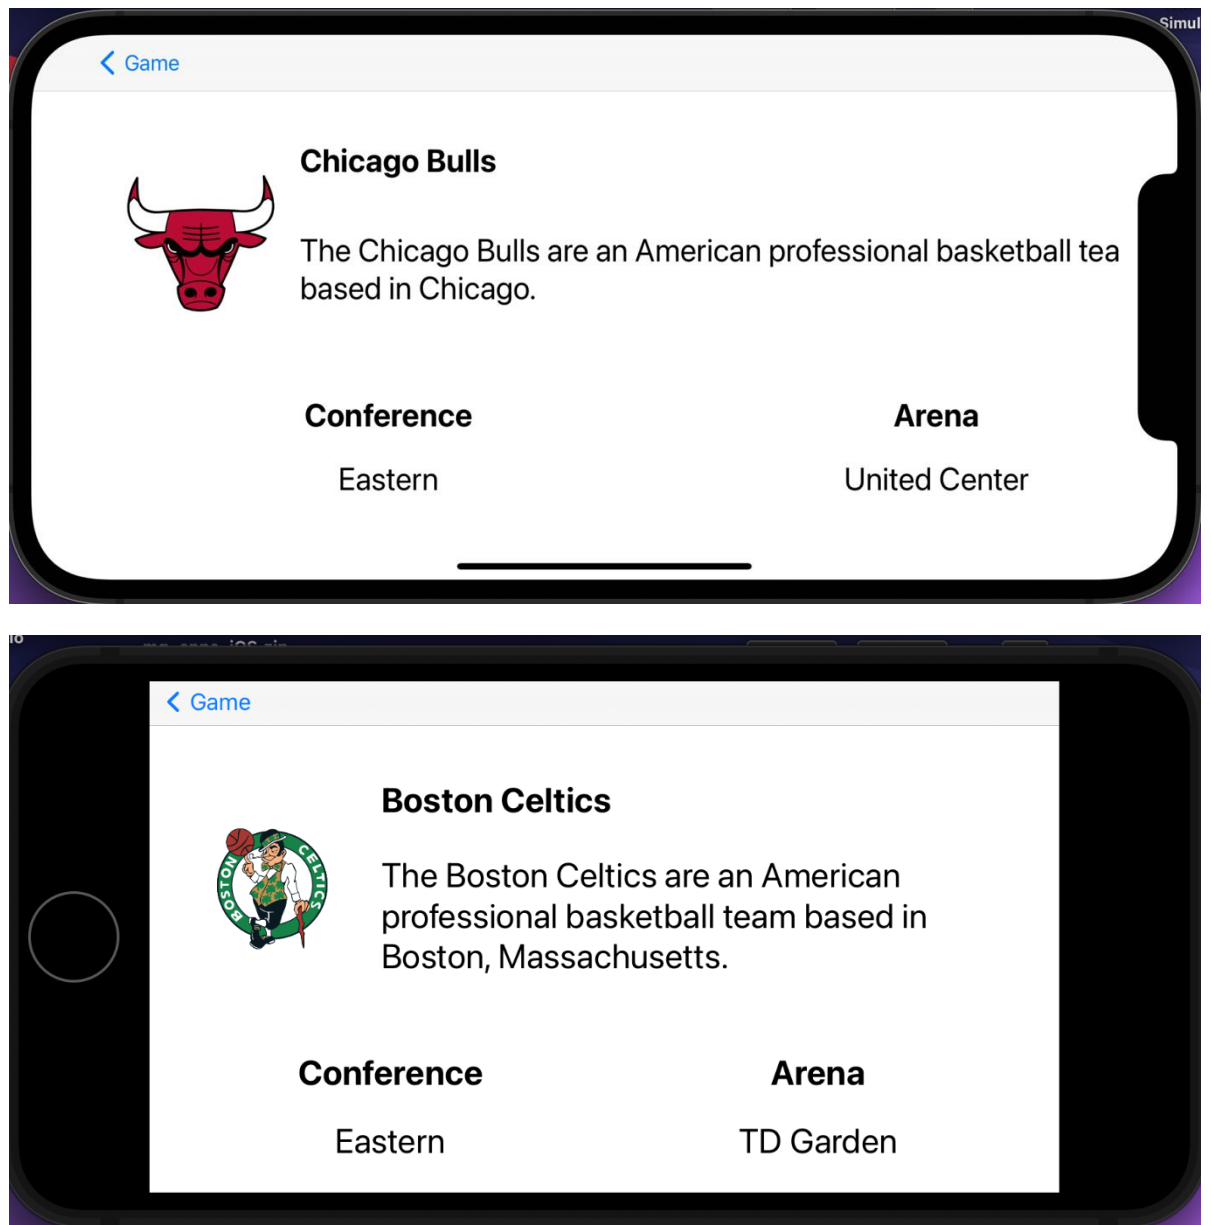 Simul
Game
Chicago Bulls
The Chicago Bulls are an American professional basketball tea
based in Chicago.
Conference
Arena
Eastern
United Center
Game
Boston Celtics
BOSTON CELTICS
The Boston Celtics are an American
professional basketball team based in
Boston, Massachusetts.
Conference
Arena
Eastern
TD Garden